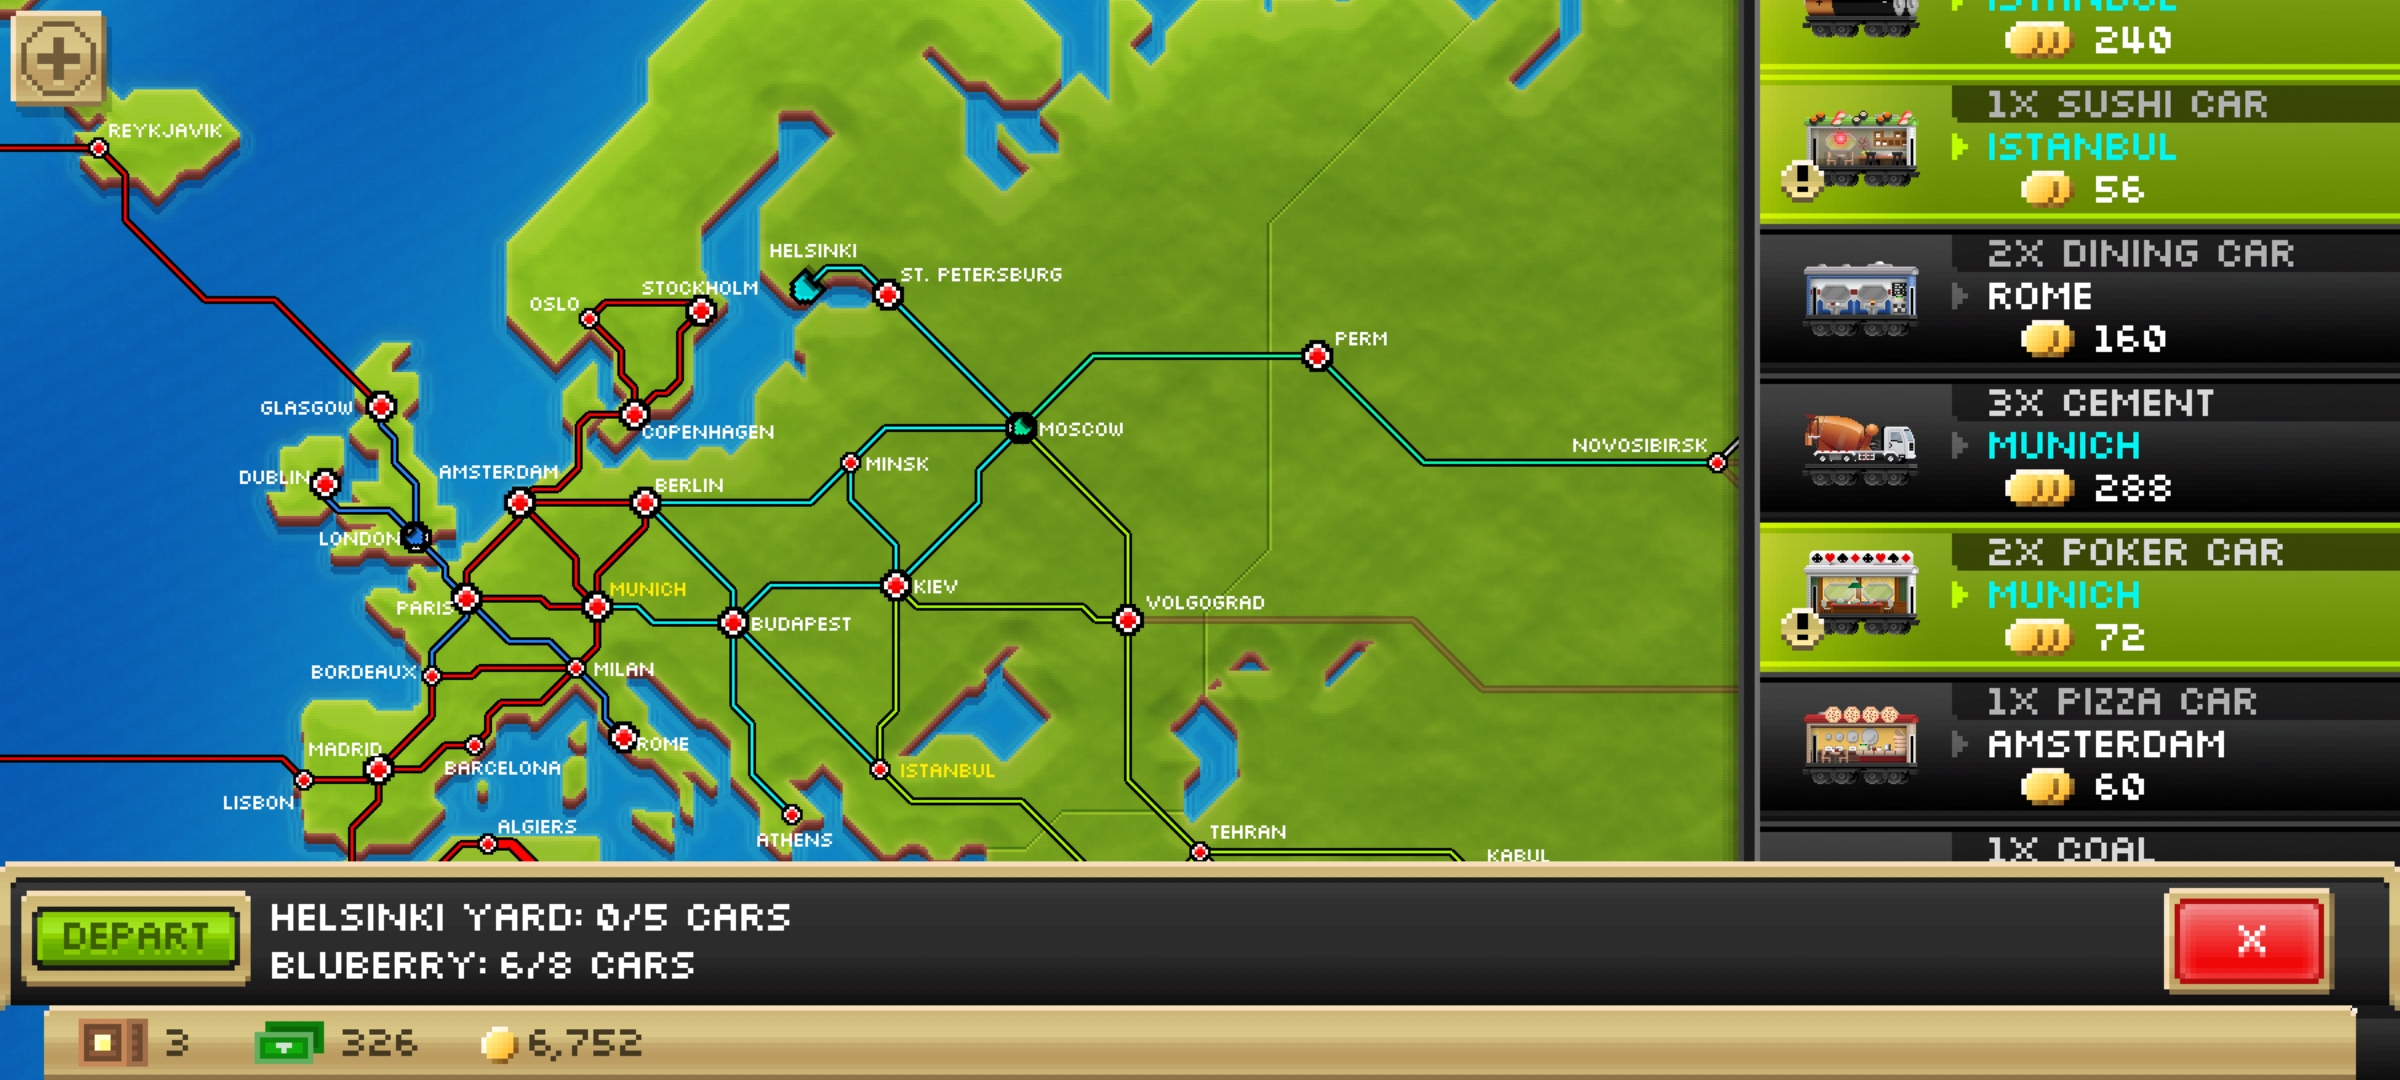 REYKJAVIK
HELSINKI
ST. PETERSBURG
STOCKHOLM
OSLO
PERM
GLASGOW
COPENHAGEN
MOSCOW
NOVOSIBIRSK
MINSK
AMSTERDAM
DUBLIN
BERLIN
LONDON
MUNICH
KIEV
PARIS
VOLGOGRAD
BUDAPEST
BORDEAUX
MILAN
MADRID
ROME
BARCELONA
ISTANBUL
LISBON
ALGIERS
ATHENS
TEHRAN
KABUL
ISTANBUL
240
1X SUSHI CAR
ISTANBUL
56
2X DINING CAR
ROME
160
3X CEMENT
MUNICH
288
2X POKER CAR
MUNICH
72
1X PIZZA CAR
AMSTERDAM
60
1X COAL
DEPART
HELSINKI YARD: 0/5 CARS
BLUBERRY: 6/8 CARS
X
3
326
6,752